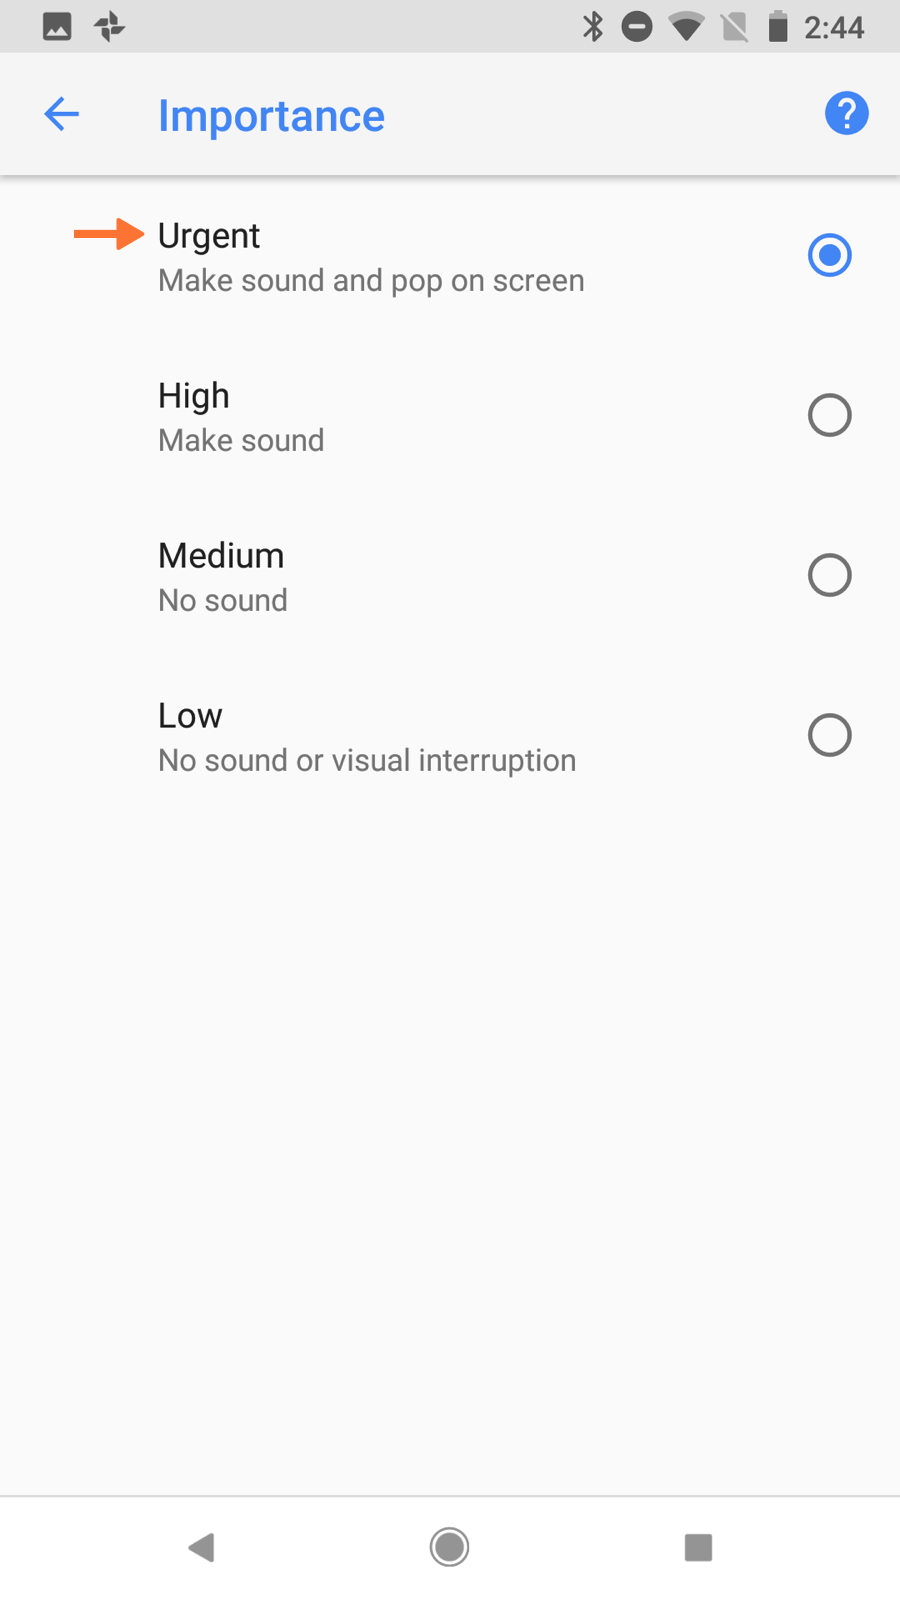 2:44
Importance
?
Urgent
Make sound and pop on screen
High
Make sound
Medium
No sound
Low
No sound or visual interruption